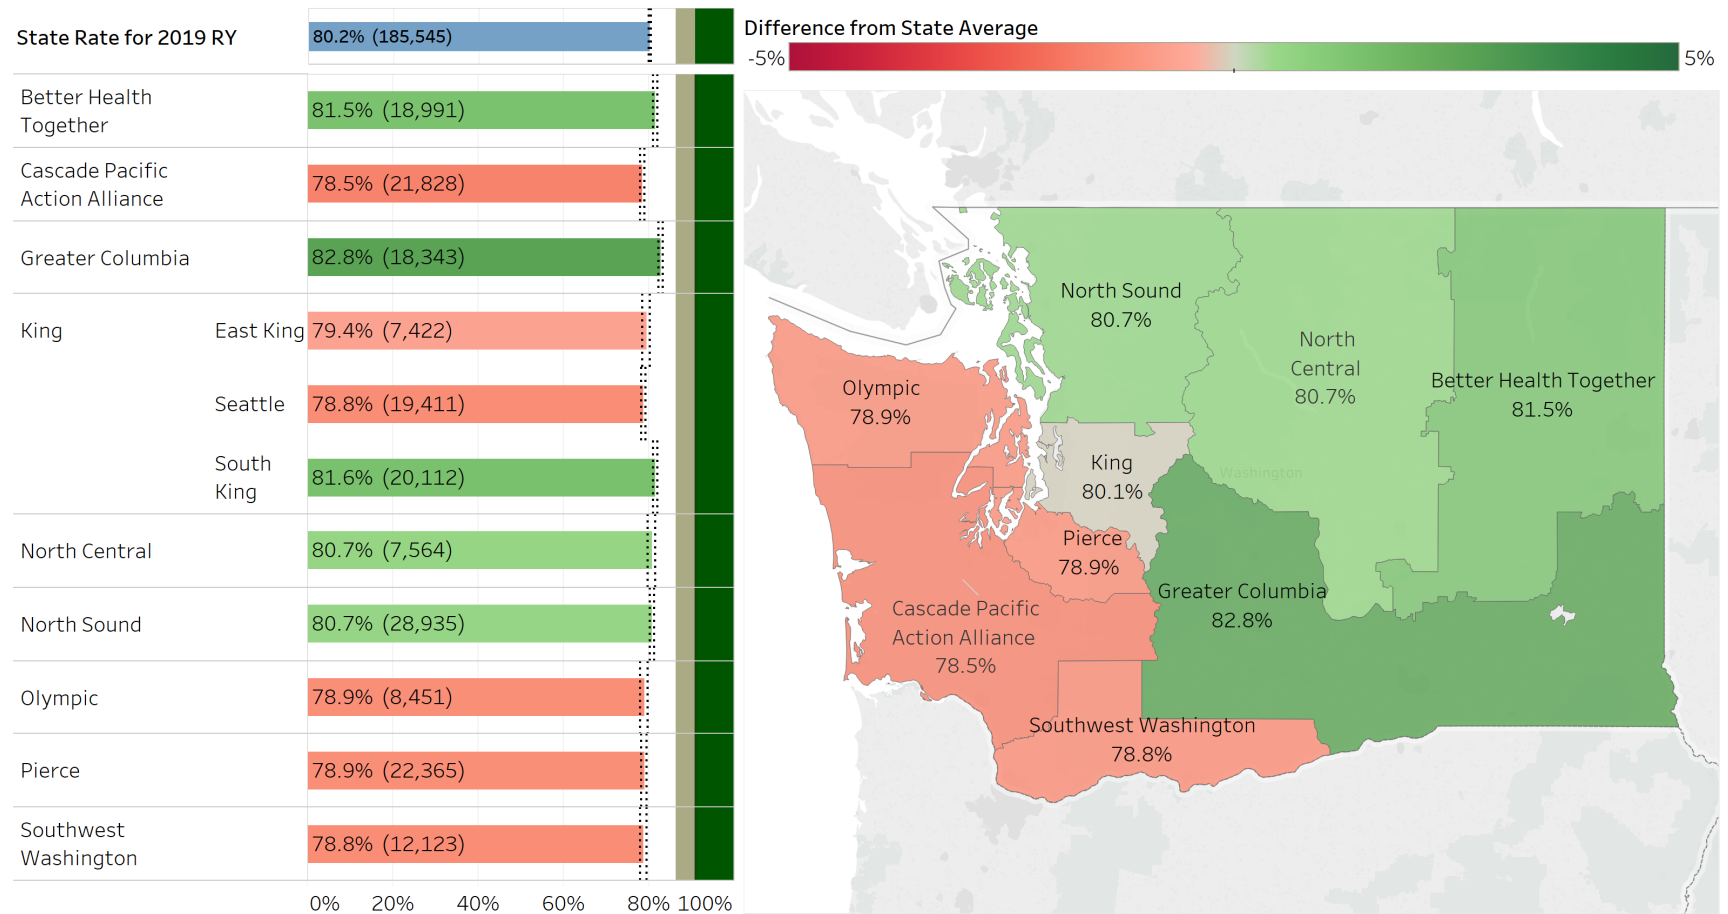 State Rate for 2019 RY
80.2% (185,545)
Better Health
Together
81.5% (18,991)
Cascade Pacific
Action Alliance
78.5% (21,828)
Greater Columbia
82.8% (18,343)
King
East King
79.4% (7,422)
Seattle
78.8% (19,411)
South
King
81.6% (20,112)
North Central
80.7% (7,564)
North Sound
80.7% (28,935)
Olympic
78.9% (8,451)
Pierce
78.9% (22,365)
Southwest
Washington
78.8% (12,123)
0% 20% 40% 60% 80% 100%
Difference from State Average
-5% 5%
North Sound
80.7%
North
Central
80.7%
Better Health Together
81.5%
Olympic
78.9%
King
80.1%
Washington
Pierce
78.9%
Greater Columbia
82.8%
Cascade Pacific
Action Alliance
78.5%
Southwest Washington
78.8%